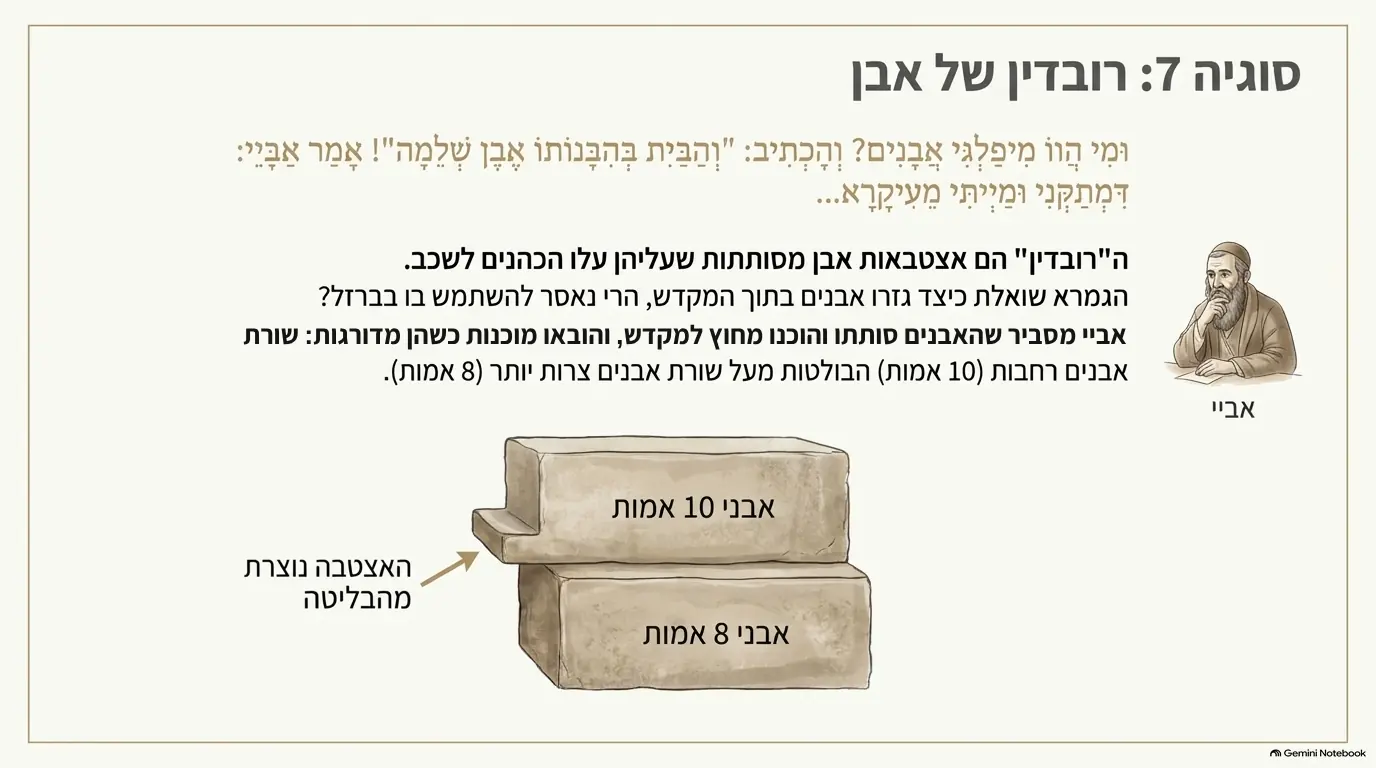 סוגיה 7: רובדין של אבן
וּמִי הֲווֹ מִיפַּלְגִי אֲבָנִים? וְהָכְתִיב: "וְהַבַּיִת בְּהִבָּנוֹתוֹ אֶבֶן שְׁלֵמָה"! אָמַר אַבָּיֵי:
דִּמְתַקְּנִי וּמַיְיתִּי מֵעִיקָרָא...
ה"רובדין" הם אצטבאות אבן מסותתות שעליהן עלו הכהנים לשכב.
הגמרא שואלת כיצד גזרו אבנים בתוך המקדש, הרי נאסר להשתמש בו בברזל?
אביי מסביר שהאבנים סותתו והוכנו מחוץ למקדש, והובאו מוכנות כשהן מדורגות: שורת
אבנים רחבות (10 אמות) הבולטות מעל שורת אבנים צרות יותר (8 אמות).
אביי
אבני 10 אמות
האצטבה נוצרת
מהבליטה
אבני 8 אמות
Gemini Notebook